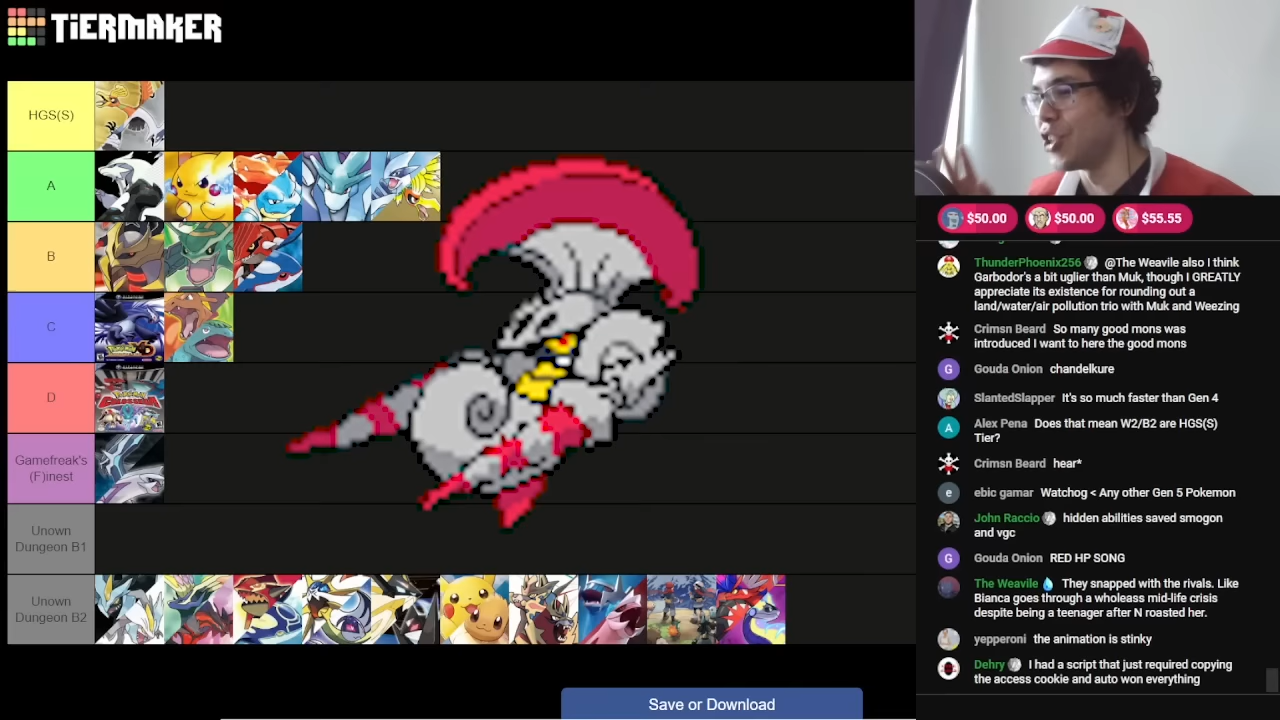 TIERMAKER
HGS(S)
A
B
C
D
Gamefreak's
(F)inest
Unown
Dungeon B1
Unown
Dungeon B2
Save or Download
$50.00
$50.00
$55.55
ThunderPhoenix256 @The Weavile also I think
Garbodor's a bit uglier than Muk, though I GREATLY
appreciate its existence for rounding out a
land/water/air pollution trio with Muk and Weezing
Crimsn Beard So many good mons was
introduced I want to here the good mons
G
Gouda Onion chandelkure
SlantedSlapper It's so much faster than Gen 4
A
Alex Pena Does that mean W2/B2 are HGS(S)
Tier?
Crimsn Beard hear*
e
ebic gamar Watchog < Any other Gen 5 Pokemon
John Raccio hidden abilities saved smogon
and vgc
G
Gouda Onion RED HP SONG
The Weavile They snapped with the rivals. Like
Bianca goes through a wholeass mid-life crisis
despite being a teenager after N roasted her.
yepperoni the animation is stinky
Dehry I had a script that just required copying
the access cookie and auto won everything